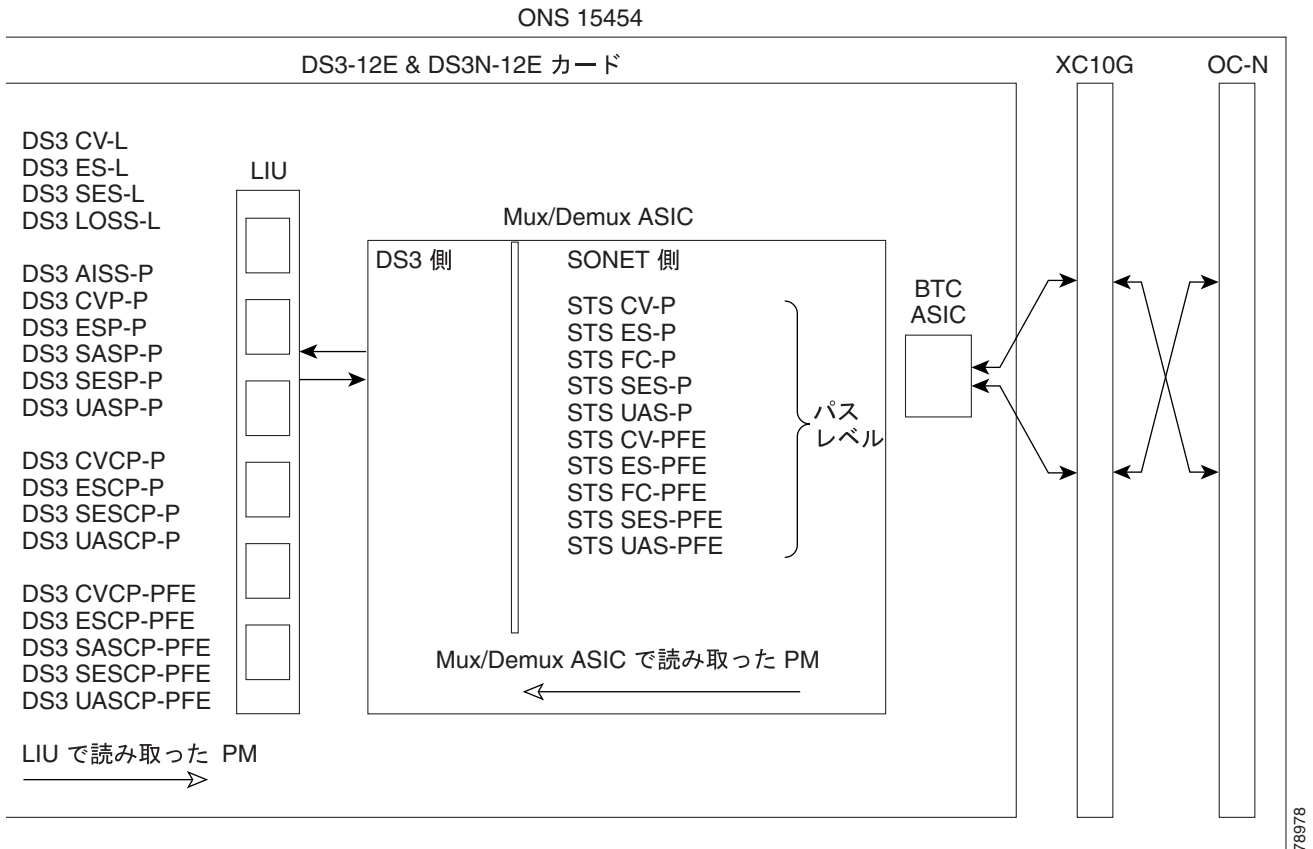 ONS 15454
DS3-12E & DS3N-12E カード
XC10G
OC-N
DS3 CV-L
DS3 ES-L
DS3 SES-L
DS3 LOSS-L
DS3 AISS-P
DS3 CVP-P
DS3 ESP-P
DS3 SASP-P
DS3 SESP-P
DS3 UASP-P
DS3 CVCP-P
DS3 ESCP-P
DS3 SESCP-P
DS3 UASCP-P
DS3 CVCP-PFE
DS3 ESCP-PFE
DS3 SASCP-PFE
DS3 SESCP-PFE
DS3 UASCP-PFE
LIU で読み取った PM
LIU
Mux/Demux ASIC
DS3 側
SONET 側
STS CV-P
STS ES-P
STS FC-P
STS SES-P
STS UAS-P
STS CV-PFE
STS ES-PFE
STS FC-PFE
STS SES-PFE
STS UAS-PFE
パス
レベル
Mux/Demux ASIC で読み取った PM
BTC
ASIC
78978